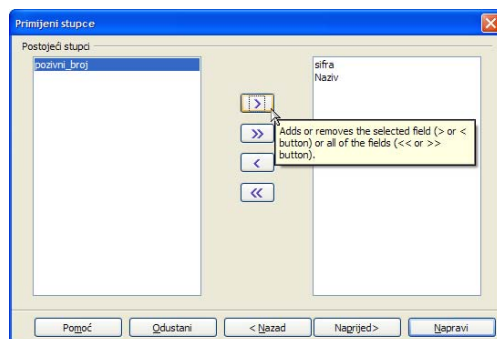 Primijeni stupce
Postojeći stupci
pozivni_broj
sifra
Naziv
>
>>
<
<<
Adds or removes the selected field (> or <
button) or all of the fields (<< or >>
button).
Pomoć
Odustani
< Nazad
Naprijed>
Napravi